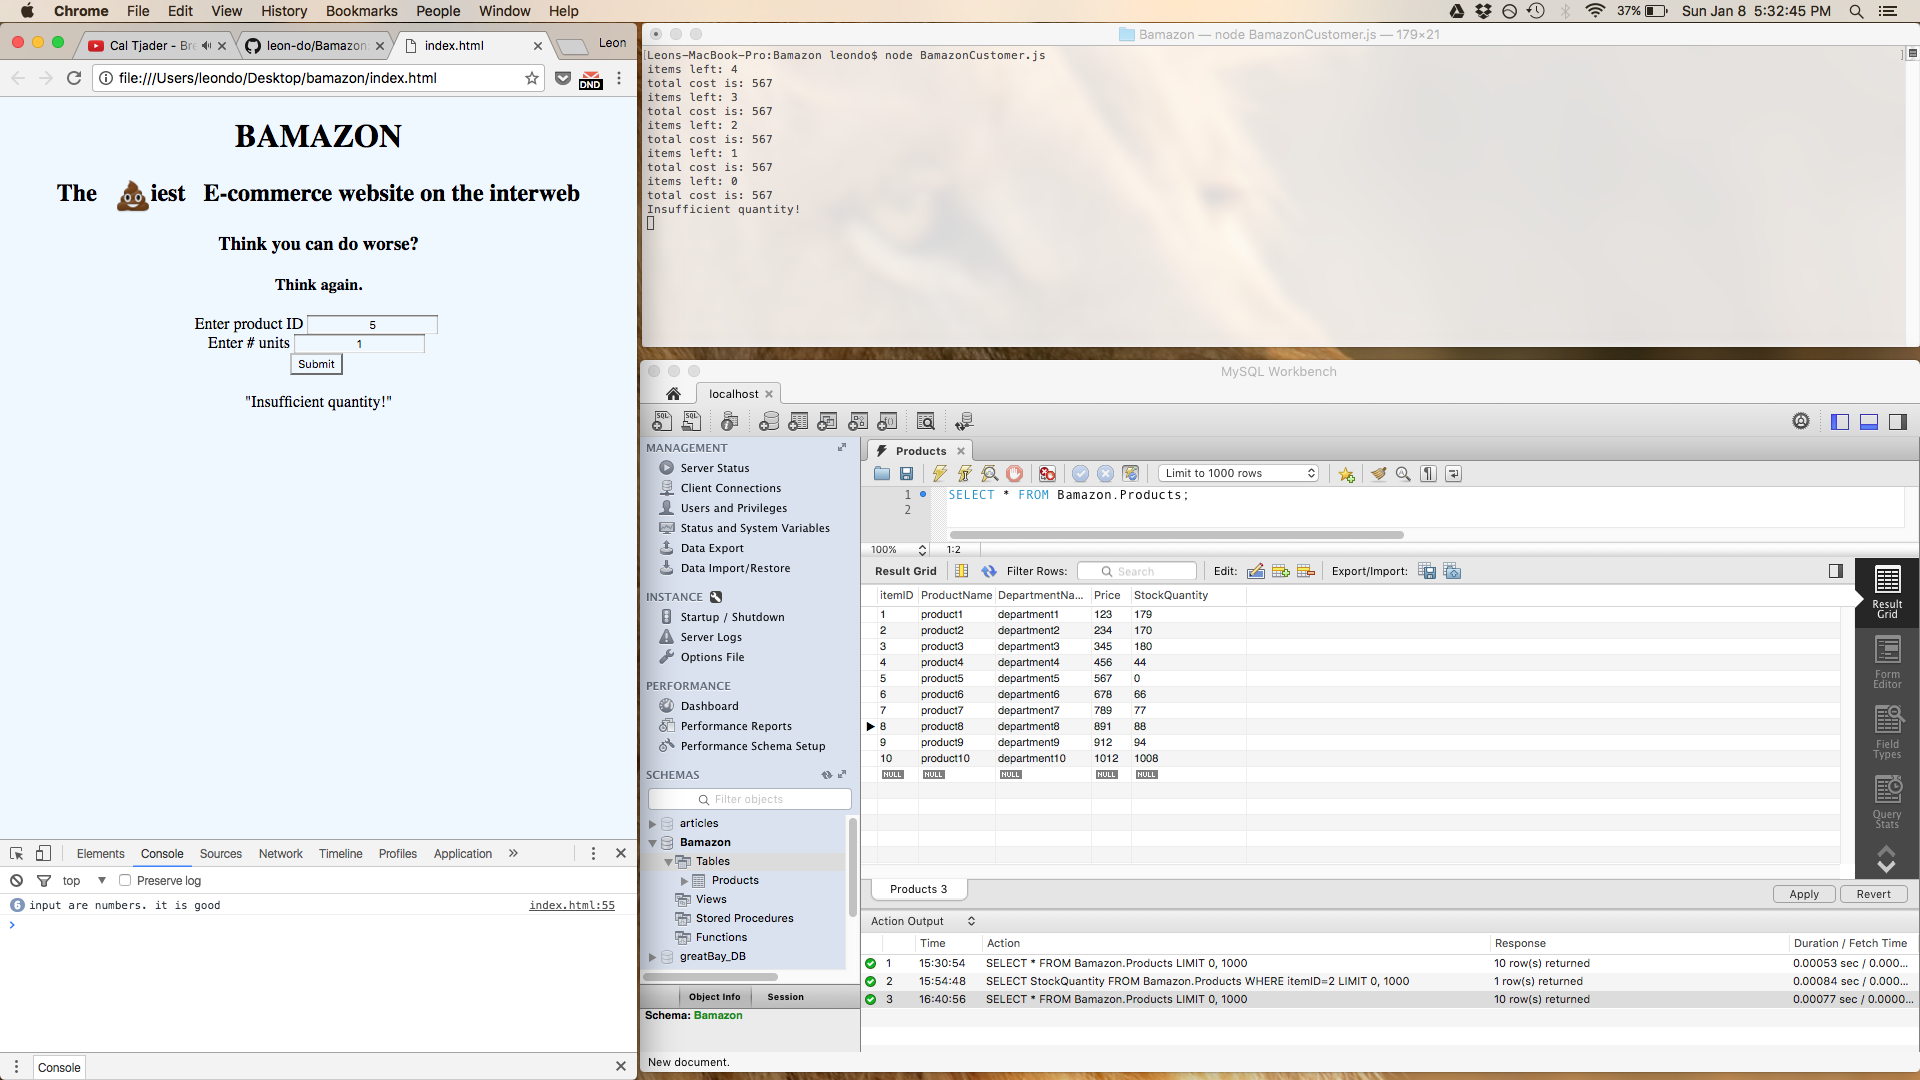 Chrome File Edit View History Bookmarks People Window Help
37% Sun Jan 8 5:32:45 PM
Cal Tjader - Bre
leon-do/Bamazon
index.html
Leon
file:///Users/leondo/Desktop/bamazon/index.html
DND
BAMAZON
The 💩iest E-commerce website on the interweb
Think you can do worse?
Think again.
Enter product ID 5
Enter # units 1
Submit
"Insufficient quantity!"
Elements Console Sources Network Timeline Profiles Application »
top Preserve log
6 input are numbers. it is good index.html:55
>
Console
Bamazon — node BamazonCustomer.js — 179×21
[Leons-MacBook-Pro:Bamazon leondo$ node BamazonCustomer.js ]
items left: 4
total cost is: 567
items left: 3
total cost is: 567
items left: 2
total cost is: 567
items left: 1
total cost is: 567
items left: 0
total cost is: 567
Insufficient quantity!
MySQL Workbench
localhost
MANAGEMENT
Server Status
Client Connections
Users and Privileges
Status and System Variables
Data Export
Data Import/Restore
INSTANCE
Startup / Shutdown
Server Logs
Options File
PERFORMANCE
Dashboard
Performance Reports
Performance Schema Setup
SCHEMAS
Filter objects
articles
Bamazon
Tables
Products
Views
Stored Procedures
Functions
greatBay_DB
Object Info Session
Schema: Bamazon
New document.
Products
Limit to 1000 rows
1 SELECT * FROM Bamazon.Products;
2
100% 1:2
Result Grid Filter Rows: Search Edit: Export/Import:
itemID ProductName DepartmentNa... Price StockQuantity
1 product1 department1 123 179
2 product2 department2 234 170
3 product3 department3 345 180
4 product4 department4 456 44
5 product5 department5 567 0
6 product6 department6 678 66
7 product7 department7 789 77
8 product8 department8 891 88
9 product9 department9 912 94
10 product10 department10 1012 1008
NULL NULL NULL NULL NULL
Result
Grid
Form
Editor
Field
Types
Query
Stats
Products 3
Apply Revert
Action Output
Time Action Response Duration / Fetch Time
1 15:30:54 SELECT * FROM Bamazon.Products LIMIT 0, 1000 10 row(s) returned 0.00053 sec / 0.000...
2 15:54:48 SELECT StockQuantity FROM Bamazon.Products WHERE itemID=2 LIMIT 0, 1000 1 row(s) returned 0.00084 sec / 0.000...
3 16:40:56 SELECT * FROM Bamazon.Products LIMIT 0, 1000 10 row(s) returned 0.00077 sec / 0.0000...